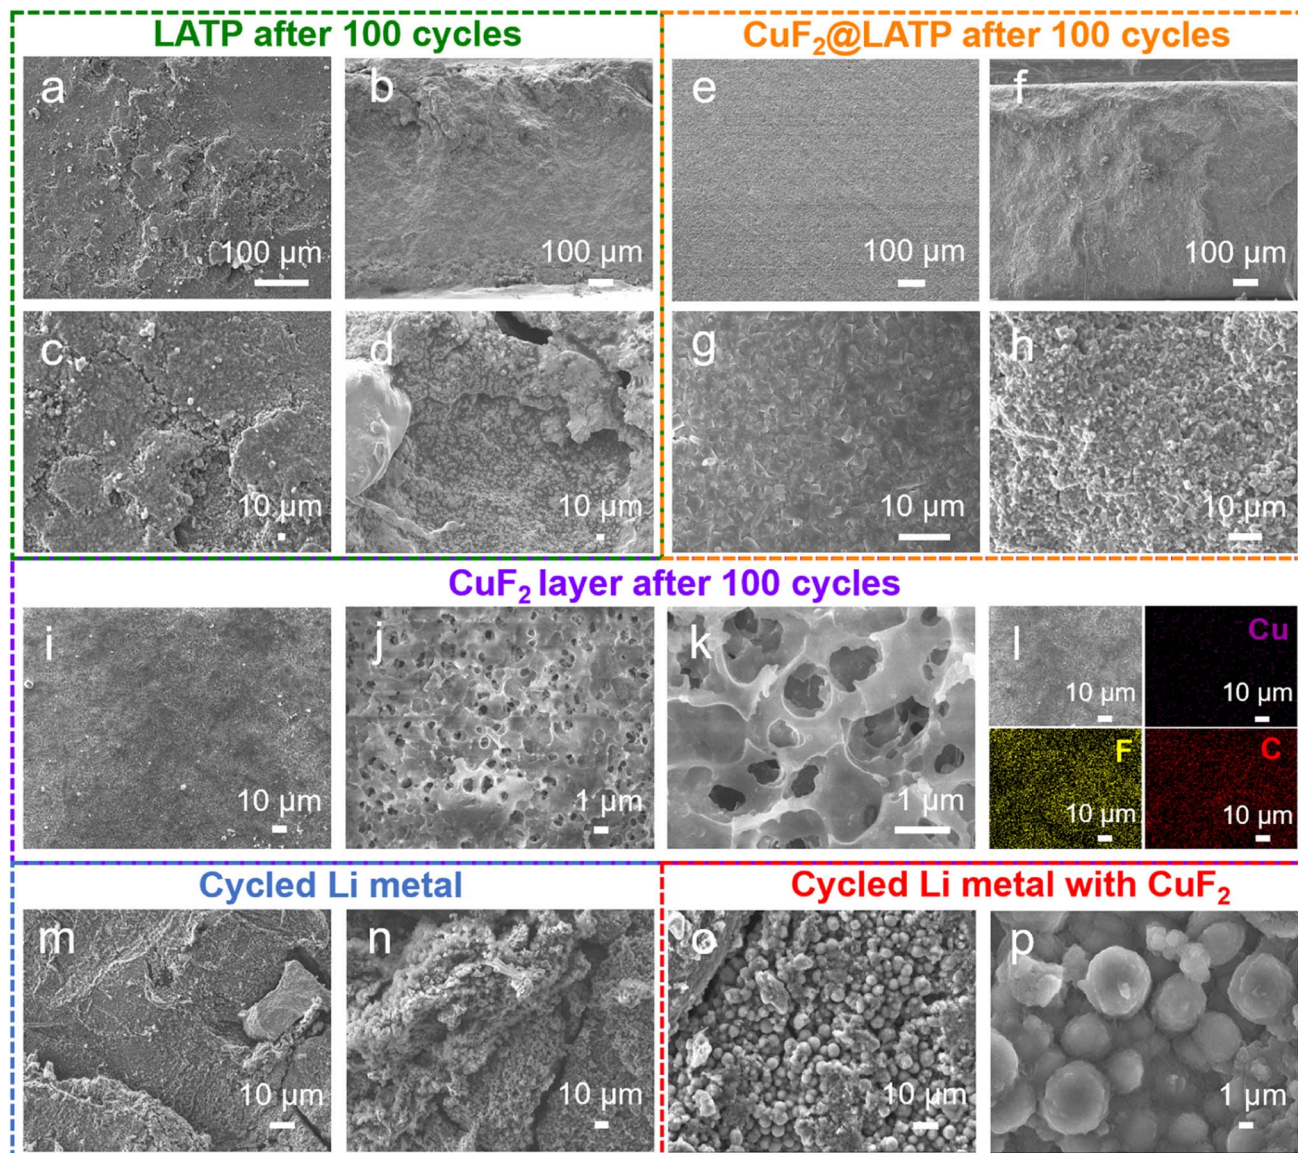 LATP after 100 cycles
CuF₂@LATP after 100 cycles
a
100 µm
b
100 µm
e
100 µm
f
100 µm
c
10 µm
d
10 µm
g
10 µm
h
10 µm
CuF₂ layer after 100 cycles
i
10 µm
j
1 µm
k
1 µm
l
10 µm
Cu
10 µm
F
10 µm
C
10 µm
Cycled Li metal
Cycled Li metal with CuF₂
m
10 µm
n
10 µm
o
10 µm
p
1 µm